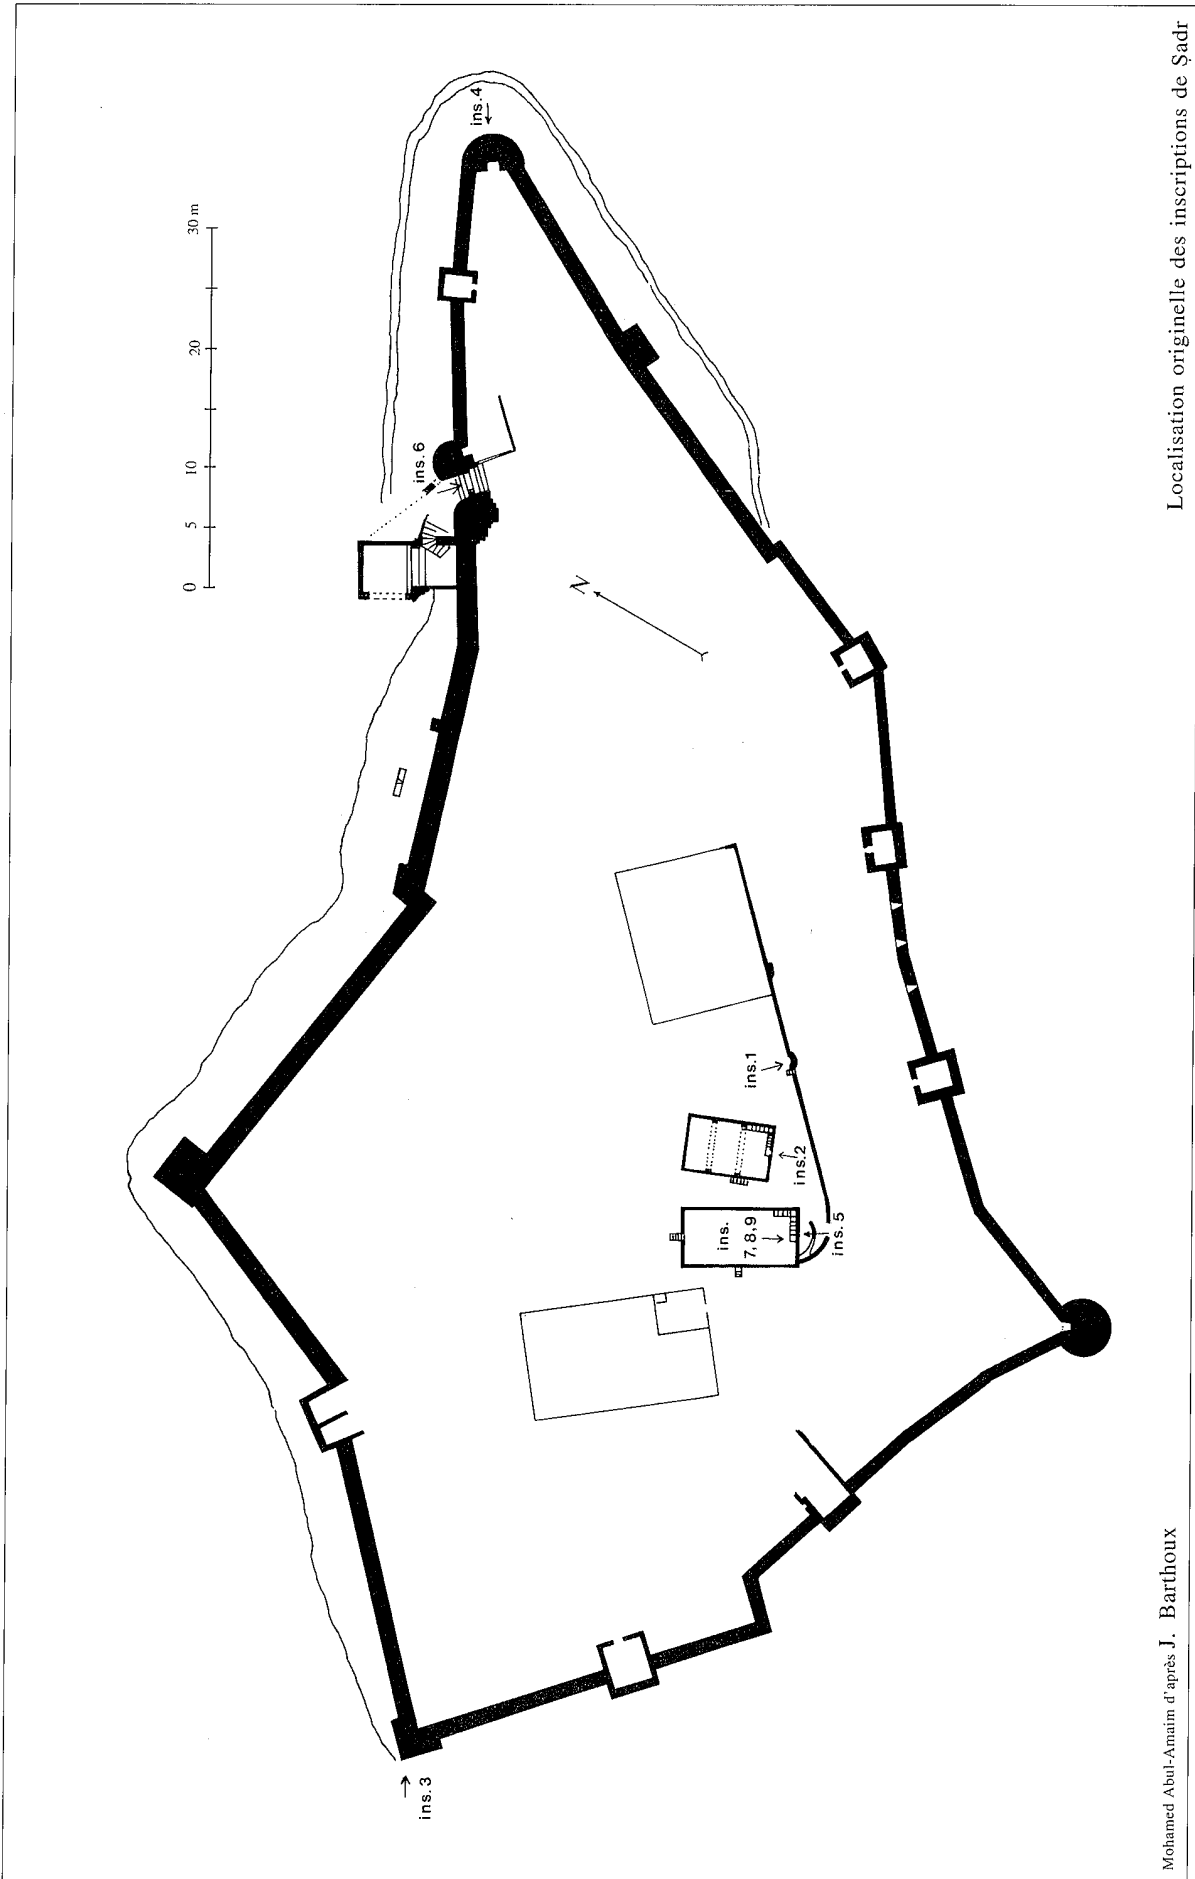 0 5 10 20 30 m
ins.4
ins.6
N
ins.1
ins.2
ins.
7,8,9
ins. 5
ins.3
Mohamed Abul-Amaim d'après J. Barthoux
Localisation originelle des inscriptions de Ṣadr